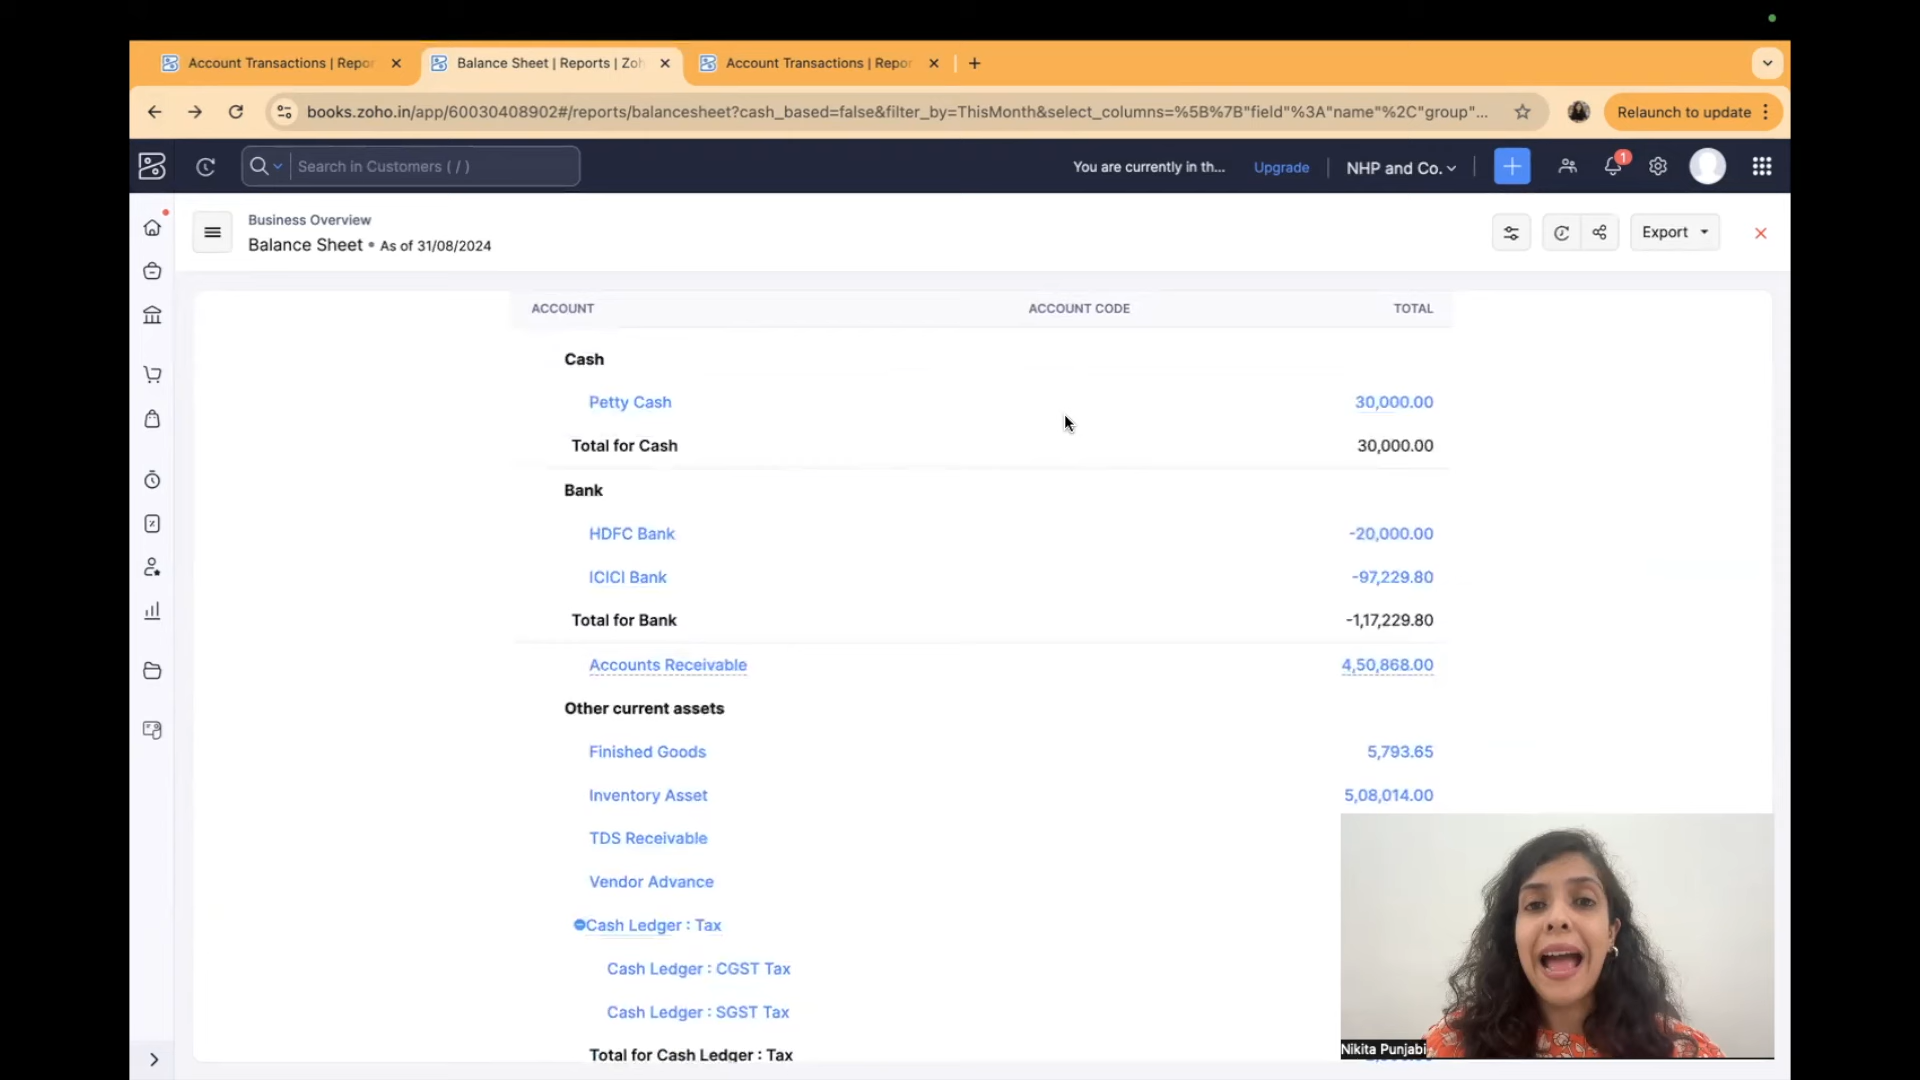 Account Transactions | Repor
Balance Sheet | Reports | Zoh
Account Transactions | Repor
books.zoho.in/app/60030408902#/reports/balancesheet?cash_based=false&filter_by=ThisMonth&select_columns=%5B%7B"field"%3A"name"%2C"group"...
Relaunch to update
Search in Customers ( / )
You are currently in th...
Upgrade
NHP and Co.
1
Business Overview
Balance Sheet • As of 31/08/2024
Export
ACCOUNT ACCOUNT CODE TOTAL
Cash
Petty Cash 30,000.00
Total for Cash 30,000.00
Bank
HDFC Bank -20,000.00
ICICI Bank -97,229.80
Total for Bank -1,17,229.80
Accounts Receivable 4,50,868.00
Other current assets
Finished Goods 5,793.65
Inventory Asset 5,08,014.00
TDS Receivable
Vendor Advance
Cash Ledger : Tax
Cash Ledger : CGST Tax
Cash Ledger : SGST Tax
Total for Cash Ledger : Tax
Nikita Punjabi